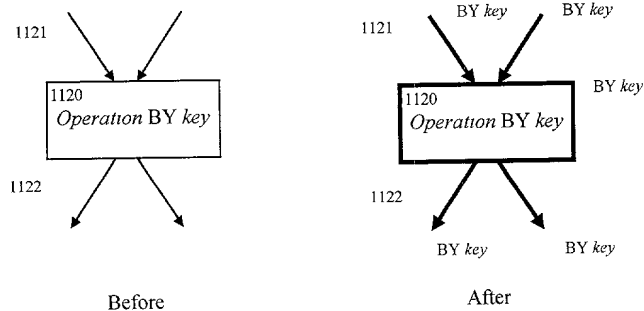 1121
1120
Operation BY key
1122
Before
BY key
BY key
1121
BY key
1120
Operation BY key
1122
BY key
BY key
After